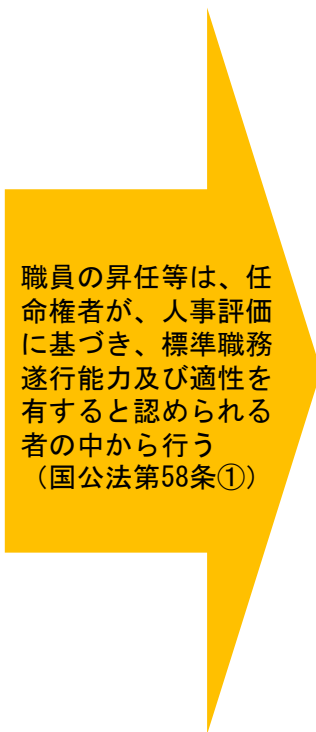 職員の昇任等は、任
命権者が、人事評価
に基づき、標準職務
遂行能力及び適性を
有すると認められる
者の中から行う
（国公法第58条①）